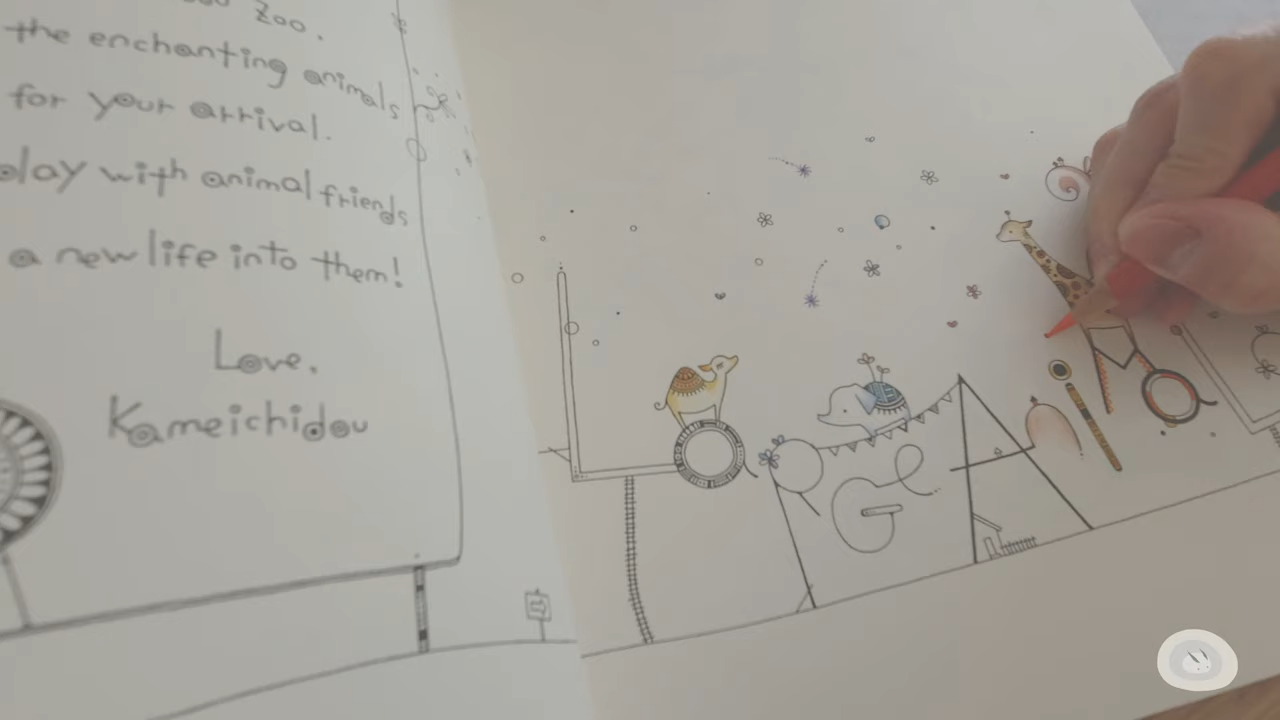 Zoo.
the enchanting animals
for your arrival.
play with animal friends
a new life into them!
Love,
Kameichidou